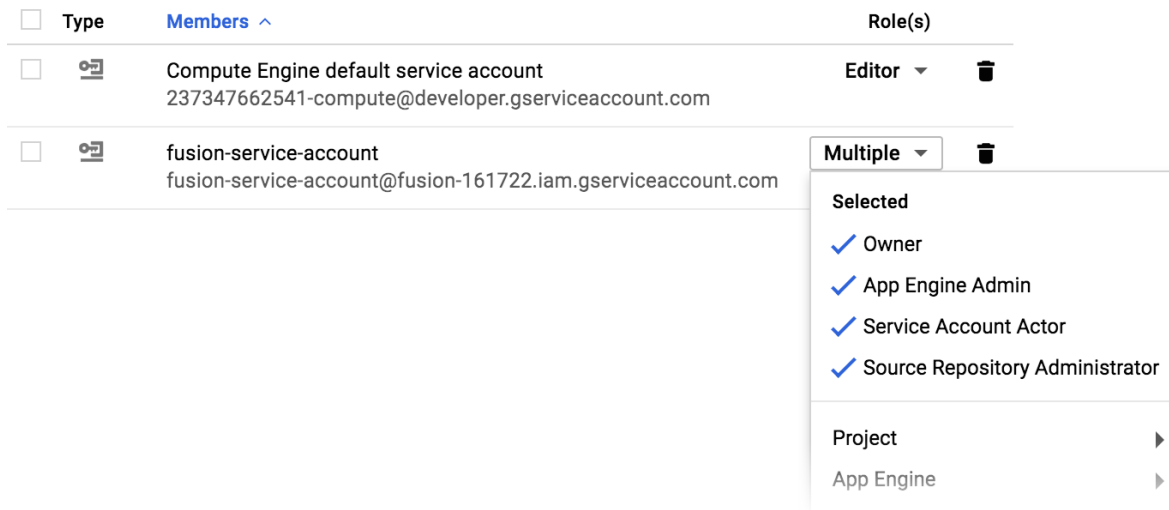 Type Members Role(s)
Compute Engine default service account Editor
237347662541-compute@developer.gserviceaccount.com
fusion-service-account Multiple
fusion-service-account@fusion-161722.iam.gserviceaccount.com
Selected
Owner
App Engine Admin
Service Account Actor
Source Repository Administrator
Project
App Engine